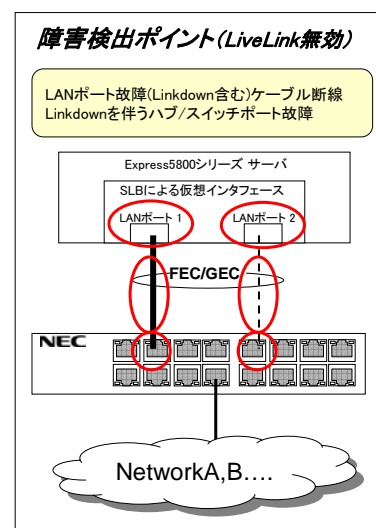 障害検出ポイント(LiveLink無効)
LANポート故障(Linkdown含む)ケーブル断線
Linkdownを伴うハブ/スイッチポート故障
Express5800シリーズ サーバ
SLBによる仮想インタフェース
LANポート 1
LANポート 2
FEC/GEC
NEC
NetworkA,B....